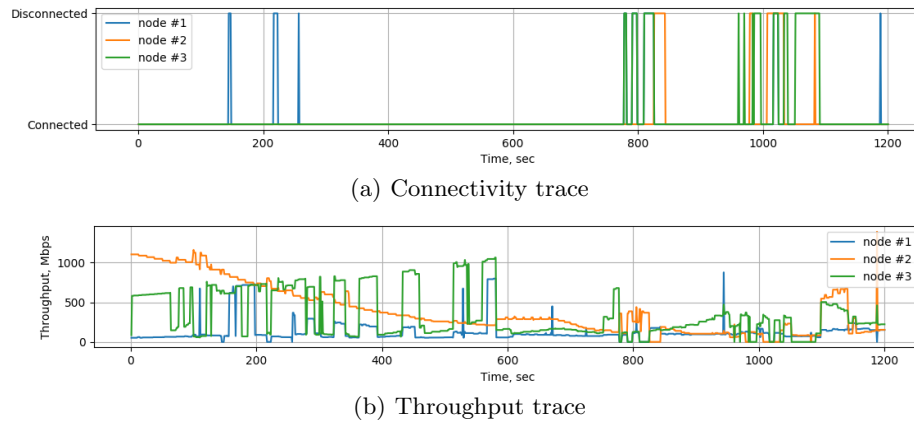 Disconnected
node #1
node #2
node #3
Connected
0 200 400 600 800 1000 1200
Time, sec
(a) Connectivity trace
Throughput, Mbps
1000
500
0
node #1
node #2
node #3
0 200 400 600 800 1000 1200
Time, sec
(b) Throughput trace